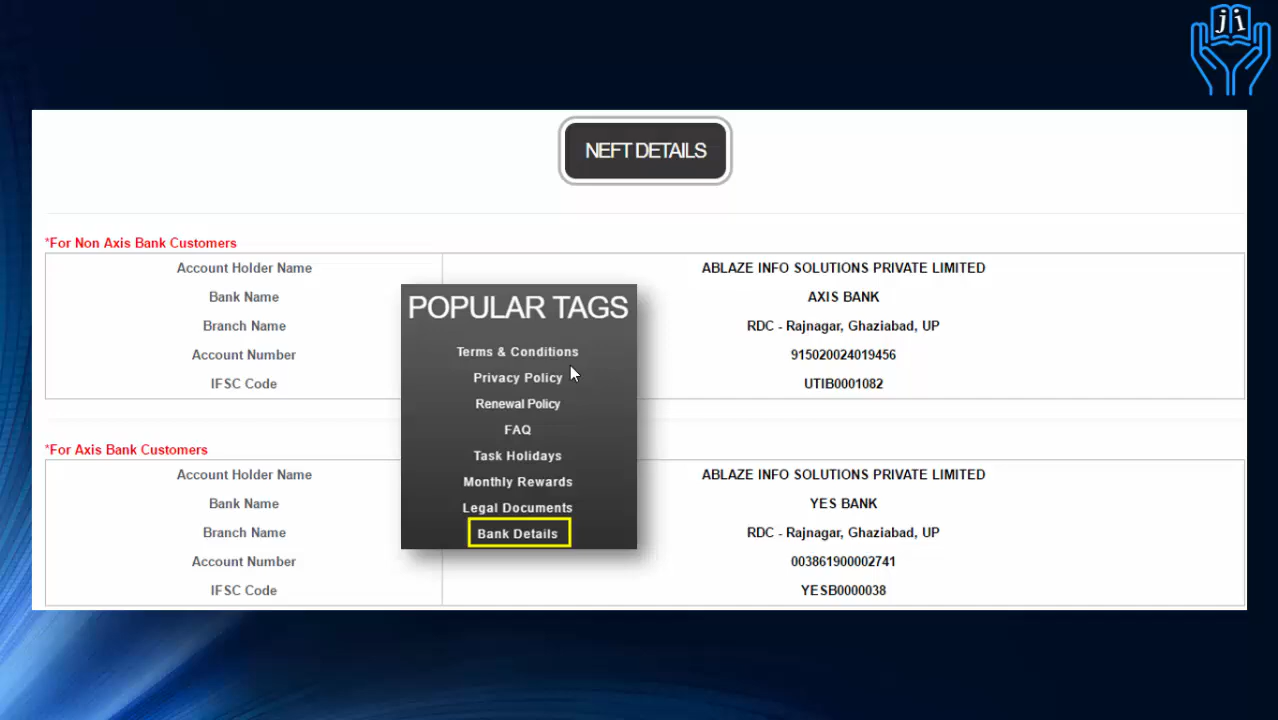 ji
NEFT DETAILS
*For Non Axis Bank Customers
Account Holder Name ABLAZE INFO SOLUTIONS PRIVATE LIMITED
Bank Name AXIS BANK
Branch Name RDC - Rajnagar, Ghaziabad, UP
Account Number 915020024019456
IFSC Code UTIB0001082
POPULAR TAGS
Terms & Conditions
Privacy Policy
Renewal Policy
FAQ
Task Holidays
Monthly Rewards
Legal Documents
Bank Details
*For Axis Bank Customers
Account Holder Name ABLAZE INFO SOLUTIONS PRIVATE LIMITED
Bank Name YES BANK
Branch Name RDC - Rajnagar, Ghaziabad, UP
Account Number 003861900002741
IFSC Code YESB0000038